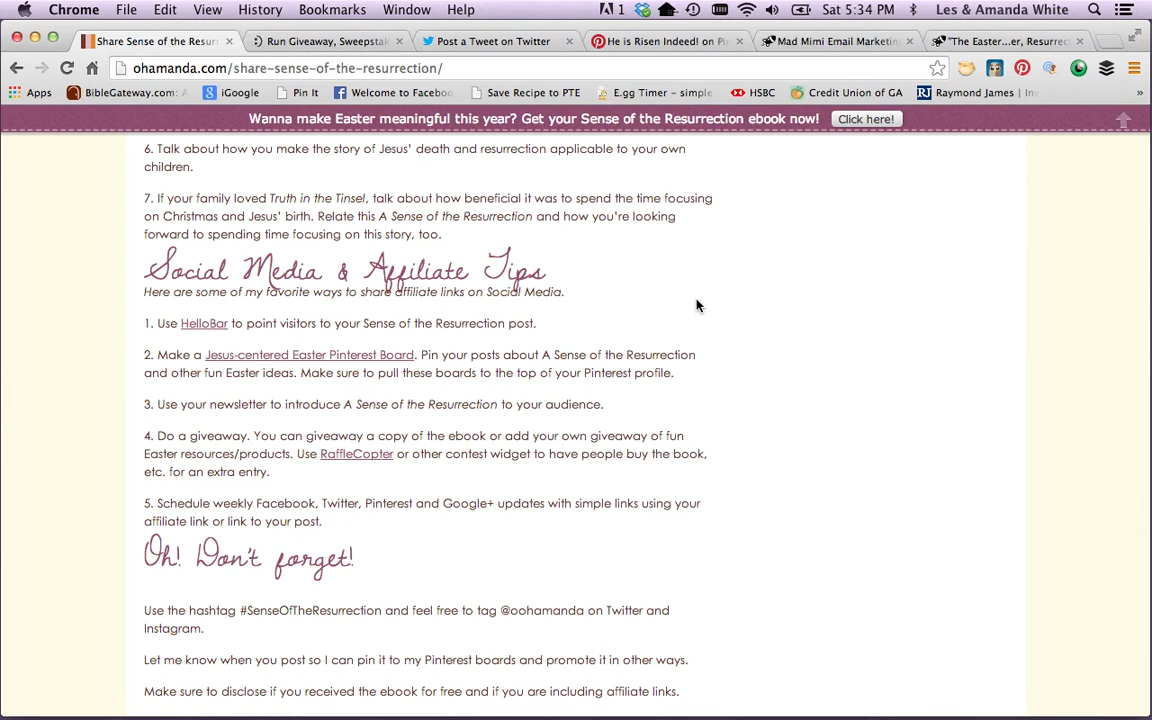 Chrome File Edit View History Bookmarks Window Help 1 Sat 5:34 PM Les & Amanda White
Share Sense of the Resurr Run Giveaway, Sweepstak Post a Tweet on Twitter He is Risen Indeed! on Pin Mad Mimi Email Marketing "The Easter...er, Resurrec
ohamanda.com/share-sense-of-the-resurrection/
Apps BibleGateway.com: iGoogle Pin It Welcome to Facebo Save Recipe to PTE E.gg Timer - simple HSBC Credit Union of GA Raymond James | In »
Wanna make Easter meaningful this year? Get your Sense of the Resurrection ebook now! Click here!
6. Talk about how you make the story of Jesus' death and resurrection applicable to your own
children.
7. If your family loved Truth in the Tinsel, talk about how beneficial it was to spend the time focusing
on Christmas and Jesus' birth. Relate this A Sense of the Resurrection and how you're looking
forward to spending time focusing on this story, too.
Social Media & Affiliate Tips
Here are some of my favorite ways to share affiliate links on Social Media.
1. Use HelloBar to point visitors to your Sense of the Resurrection post.
2. Make a Jesus-centered Easter Pinterest Board. Pin your posts about A Sense of the Resurrection
and other fun Easter ideas. Make sure to pull these boards to the top of your Pinterest profile.
3. Use your newsletter to introduce A Sense of the Resurrection to your audience.
4. Do a giveaway. You can giveaway a copy of the ebook or add your own giveaway of fun
Easter resources/products. Use RaffleCopter or other contest widget to have people buy the book,
etc. for an extra entry.
5. Schedule weekly Facebook, Twitter, Pinterest and Google+ updates with simple links using your
affiliate link or link to your post.
Oh! Don't forget!
Use the hashtag #SenseOfTheResurrection and feel free to tag @oohamanda on Twitter and
Instagram.
Let me know when you post so I can pin it to my Pinterest boards and promote it in other ways.
Make sure to disclose if you received the ebook for free and if you are including affiliate links.